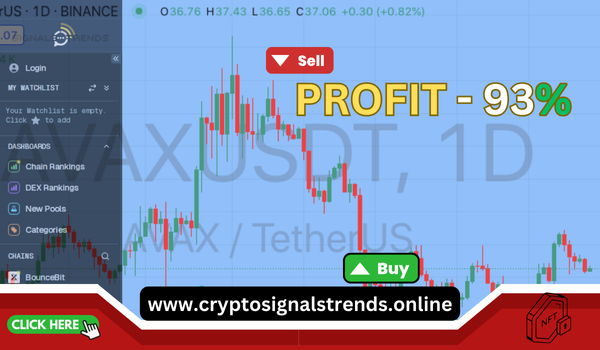 rUS · 1D · BINANCE
O36.76 H37.43 L36.65 C37.06 +0.30 (+0.82%)
.07
SIGNALSTRENDS
Login
MY WATCHLIST
Your Watchlist is empty.
Click ★ to add
DASHBOARDS
Chain Rankings
DEX Rankings
New Pools
Categories
CHAINS
BounceBit
Sell
PROFIT - 93%
AVAXUSDT, 1D
AVAX / TetherUS
Buy
www.cryptosignalstrends.online
CLICK HERE
NFT